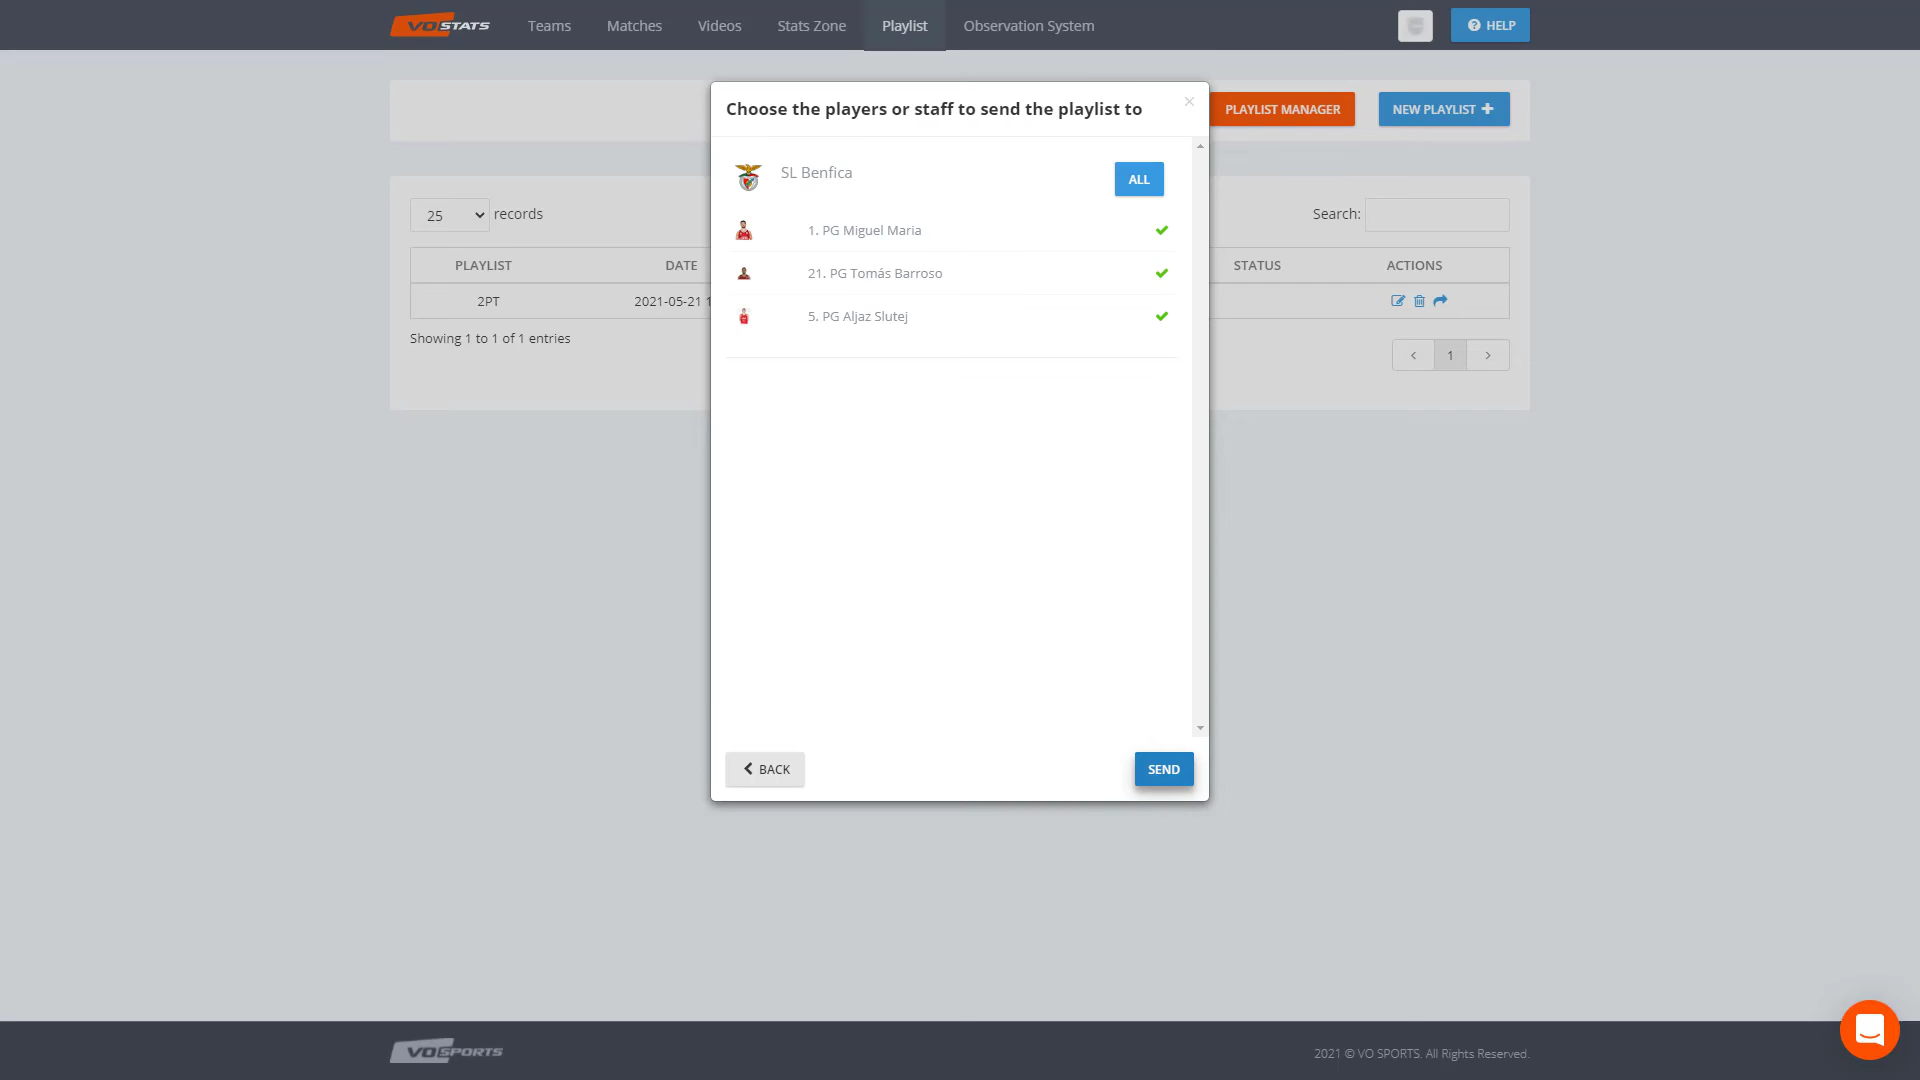 VOSTATS Teams Matches Videos Stats Zone Playlist Observation System HELP
Choose the players or staff to send the playlist to ×
PLAYLIST MANAGER NEW PLAYLIST
SL Benfica ALL
25 records Search:
1. PG Miguel Maria
PLAYLIST DATE STATUS ACTIONS
21. PG Tomás Barroso
2PT 2021-05-21 1
5. PG Aljaz Slutej
Showing 1 to 1 of 1 entries
1
BACK SEND
VOSPORTS 2021 © VO SPORTS. All Rights Reserved.